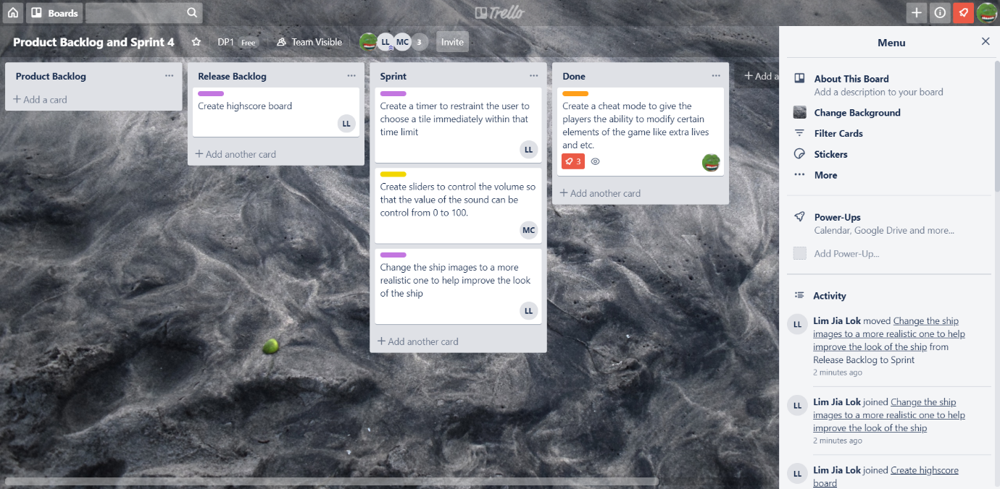 Boards
Trello
Product Backlog and Sprint 4
DP1 Free
Team Visible
LL
MC
3
Invite
Product Backlog
Add a card
Release Backlog
Create highscore board
LL
Add another card
Sprint
Create a timer to restraint the user to
choose a tile immediately within that
time limit
LL
Create sliders to control the volume so
that the value of the sound can be
control from 0 to 100.
MC
Change the ship images to a more
realistic one to help improve the look
of the ship
LL
Add another card
Done
Create a cheat mode to give the
players the ability to modify certain
elements of the game like extra lives
and etc.
3
Add another card
Add a
Menu
About This Board
Add a description to your board
Change Background
Filter Cards
Stickers
More
Power-Ups
Calendar, Google Drive and more...
Add Power-Up...
Activity
LL
Lim Jia Lok moved Change the ship
images to a more realistic one to help
improve the look of the ship from
Release Backlog to Sprint
2 minutes ago
LL
Lim Jia Lok joined Change the ship
images to a more realistic one to help
improve the look of the ship
2 minutes ago
LL
Lim Jia Lok joined Create highscore
board